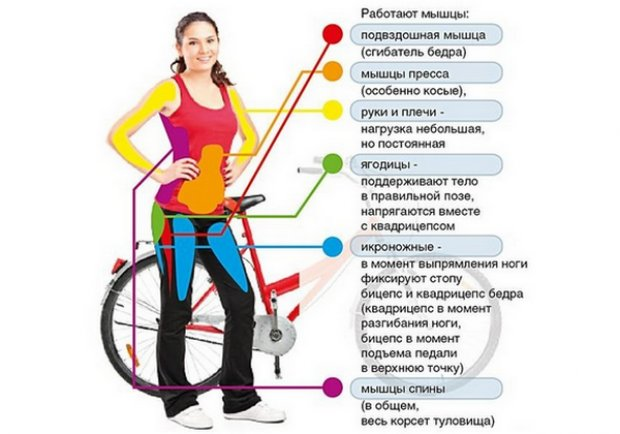 Работают мышцы:
подвздошная мышца
(сгибатель бедра)
мышцы пресса
(особенно косые),
руки и плечи -
нагрузка небольшая,
но постоянная
ягодицы -
поддерживают тело
в правильной позе,
напрягаются вместе
с квадрицепсом
икроножные -
в момент выпрямления ноги
фиксируют стопу
бицепс и квадрицепс бедра
(квадрицепс в момент
разгибания ноги,
бицепс в момент
подъема педали
в верхнюю точку)
мышцы спины
(в общем,
весь корсет туловища)